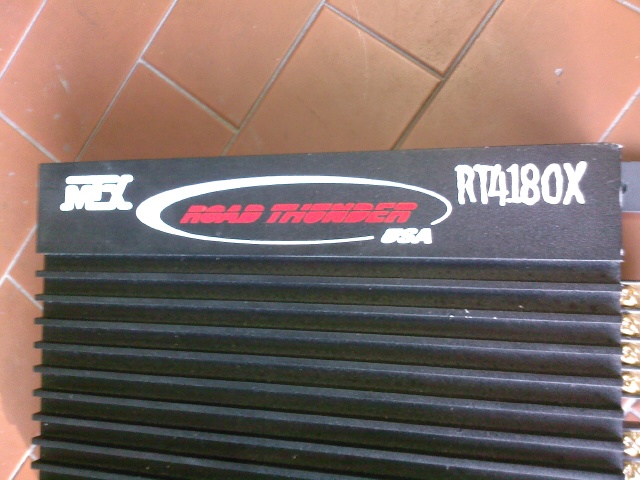 MTX
ROAD THUNDER
USA
RT4180X